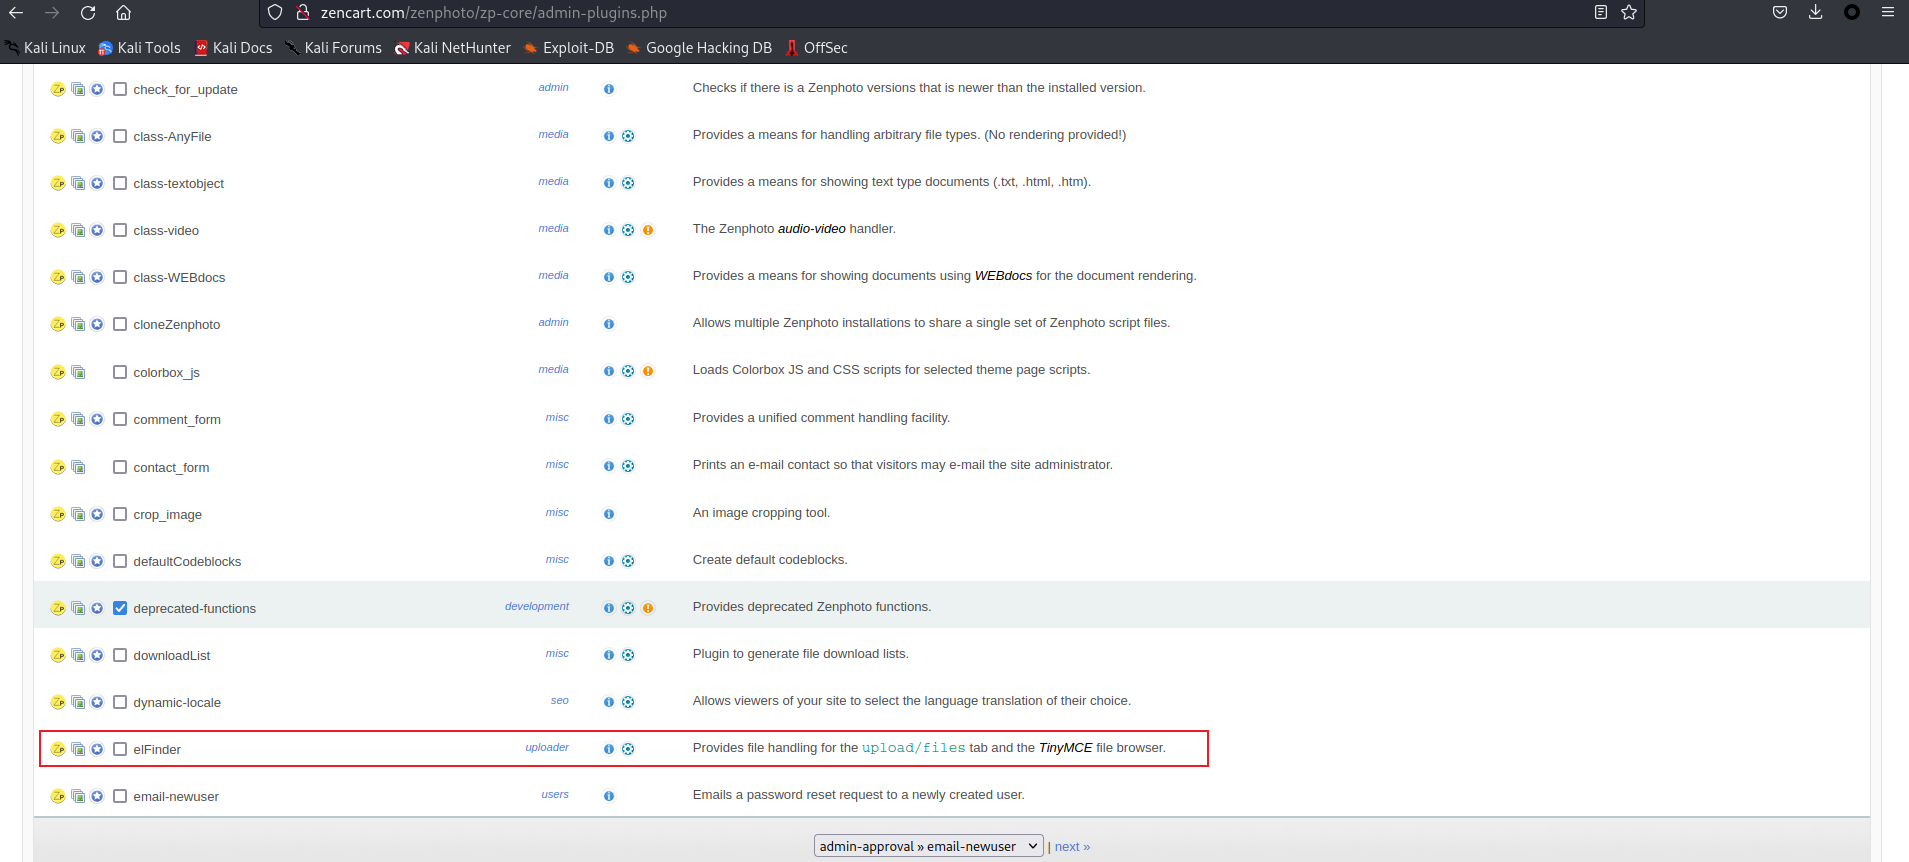 zencart.com/zenphoto/zp-core/admin-plugins.php
Kali Linux Kali Tools Kali Docs Kali Forums Kali NetHunter Exploit-DB Google Hacking DB OffSec
check_for_update admin Checks if there is a Zenphoto versions that is newer than the installed version.
class-AnyFile media Provides a means for handling arbitrary file types. (No rendering provided!)
class-textobject media Provides a means for showing text type documents (.txt, .html, .htm).
class-video media The Zenphoto audio-video handler.
class-WEBdocs media Provides a means for showing documents using WEBdocs for the document rendering.
cloneZenphoto admin Allows multiple Zenphoto installations to share a single set of Zenphoto script files.
colorbox_js media Loads Colorbox JS and CSS scripts for selected theme page scripts.
comment_form misc Provides a unified comment handling facility.
contact_form misc Prints an e-mail contact so that visitors may e-mail the site administrator.
crop_image misc An image cropping tool.
defaultCodeblocks misc Create default codeblocks.
deprecated-functions development Provides deprecated Zenphoto functions.
downloadList misc Plugin to generate file download lists.
dynamic-locale seo Allows viewers of your site to select the language translation of their choice.
elFinder uploader Provides file handling for the upload/files tab and the TinyMCE file browser.
email-newuser users Emails a password reset request to a newly created user.
admin-approval » email-newuser | next »